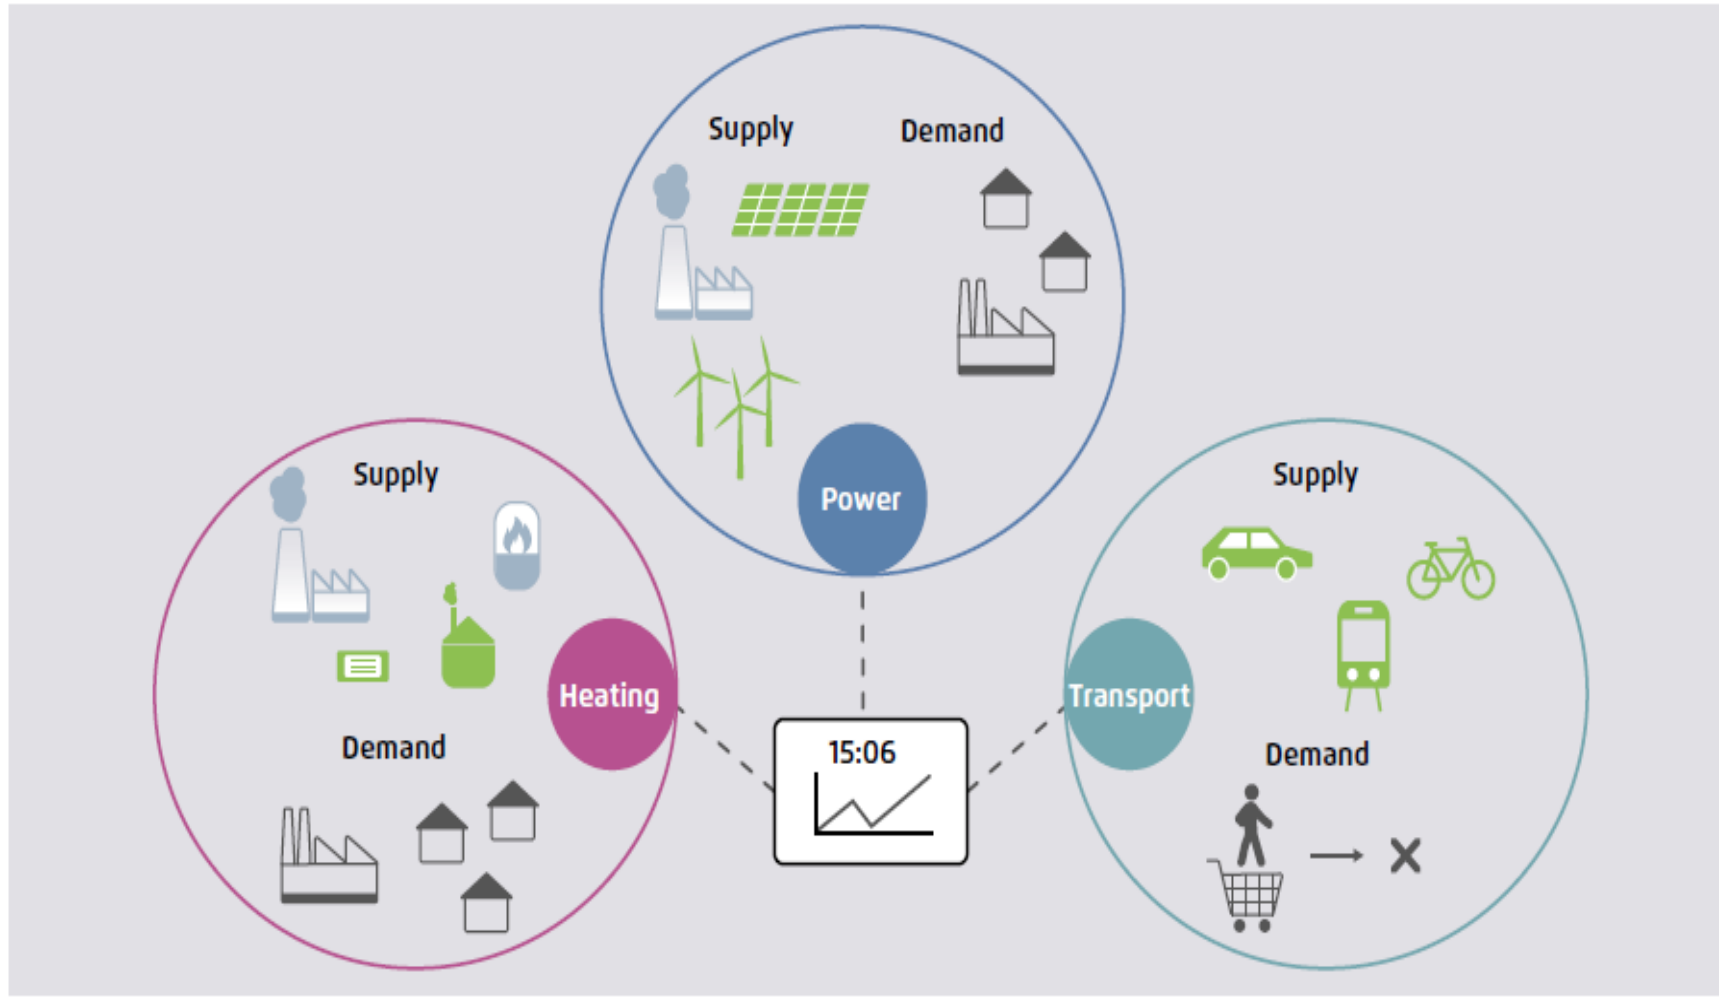 Supply
Demand
Power
Supply
Heating
Demand
Supply
Transport
Demand
15:06